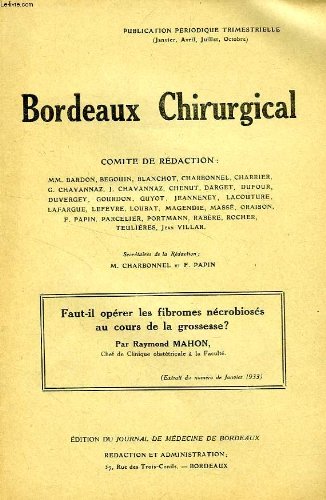 PUBLICATION PÉRIODIQUE TRIMESTRIELLE
(Janvier, Avril, Juillet, Octobre)
Bordeaux Chirurgical
COMITÉ DE RÉDACTION :
MM. BARDON, BEGOUIN, BLANCHOT, CHARBONNEL, CHARRIER,
G. CHAVANNAZ, J. CHAVANNAZ, CHENUT, DARGET, DUFOUR,
DUVERGEY, GOURDON, GUYOT, JEANNENEY, LACOUTURE,
LAFARGUE, LEFEVRE, LOUBAT, MAGENDIE, MASSÉ, ORAISON,
F. PAPIN, PARCELIER, PORTMANN, RABÈRE, ROCHER,
TEULIÈRES, JEAN VILLAR.
Secrétaires de la Rédaction :
M. CHARBONNEL ET F. PAPIN
Faut-il opérer les fibromes nécrobiosés
au cours de la grossesse?
Par Raymond MAHON,
Chef de Clinique obstétricale à la Faculté.
(Extrait du numéro de Janvier 1933)
ÉDITION DU JOURNAL DE MÉDECINE DE BORDEAUX
RÉDACTION ET ADMINISTRATION :
17, Rue des Trois-Conils. — BORDEAUX
Le-livre.com